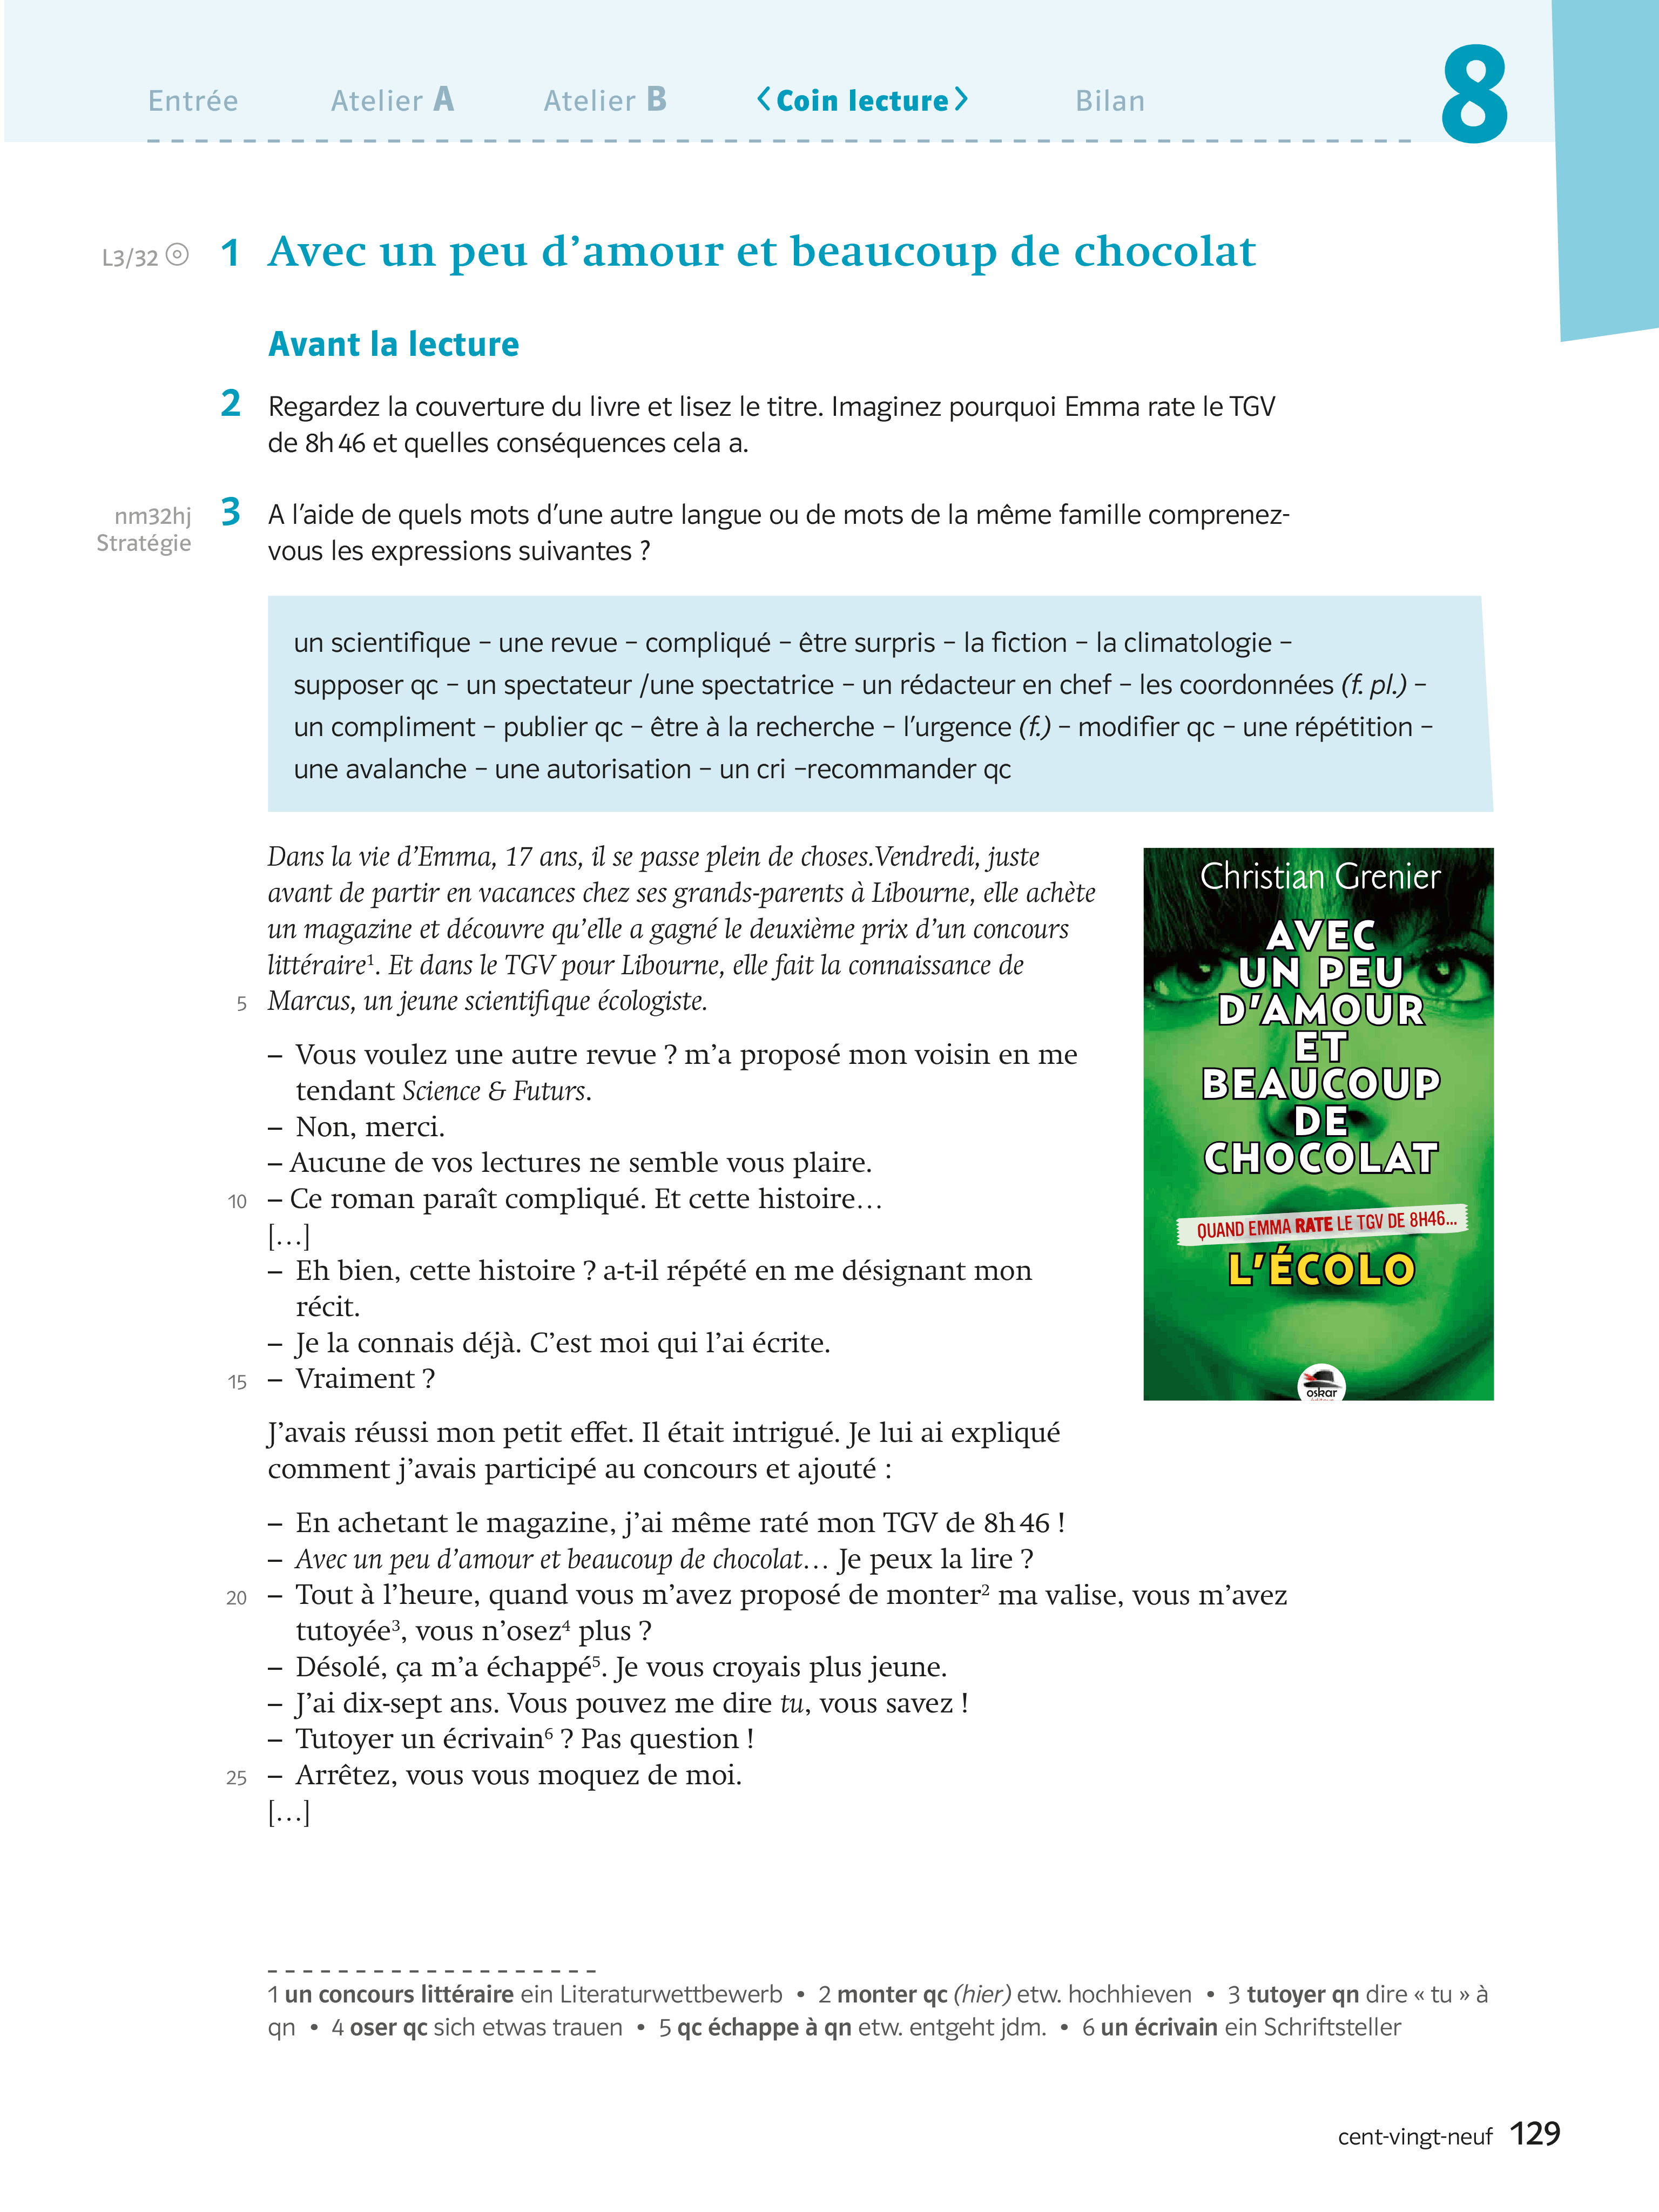 Entrée Atelier A Atelier B ‹Coin lecture› Bilan 8
L3/32 1 Avec un peu d'amour et beaucoup de chocolat
Avant la lecture
2 Regardez la couverture du livre et lisez le titre. Imaginez pourquoi Emma rate le TGV
de 8h46 et quelles conséquences cela a.
nm32hj
Stratégie
3 A l'aide de quels mots d'une autre langue ou de mots de la même famille comprenez-
vous les expressions suivantes ?
un scientifique – une revue – compliqué – être surpris – la fiction – la climatologie –
supposer qc – un spectateur /une spectatrice – un rédacteur en chef – les coordonnées (f. pl.) –
un compliment – publier qc – être à la recherche – l'urgence (f.) – modifier qc – une répétition –
une avalanche – une autorisation – un cri –recommander qc
Dans la vie d'Emma, 17 ans, il se passe plein de choses.Vendredi, juste
avant de partir en vacances chez ses grands-parents à Libourne, elle achète
un magazine et découvre qu'elle a gagné le deuxième prix d'un concours
littéraire¹. Et dans le TGV pour Libourne, elle fait la connaissance de
5 Marcus, un jeune scientifique écologiste.
– Vous voulez une autre revue ? m'a proposé mon voisin en me
tendant Science & Futurs.
– Non, merci.
– Aucune de vos lectures ne semble vous plaire.
10 – Ce roman paraît compliqué. Et cette histoire…
[…]
– Eh bien, cette histoire ? a-t-il répété en me désignant mon
récit.
– Je la connais déjà. C'est moi qui l'ai écrite.
15 – Vraiment ?
J'avais réussi mon petit effet. Il était intrigué. Je lui ai expliqué
comment j'avais participé au concours et ajouté :
– En achetant le magazine, j'ai même raté mon TGV de 8h46 !
– Avec un peu d'amour et beaucoup de chocolat… Je peux la lire ?
20 – Tout à l'heure, quand vous m'avez proposé de monter² ma valise, vous m'avez
tutoyée³, vous n'osez⁴ plus ?
– Désolé, ça m'a échappé⁵. Je vous croyais plus jeune.
– J'ai dix-sept ans. Vous pouvez me dire tu, vous savez !
– Tutoyer un écrivain⁶ ? Pas question !
25 – Arrêtez, vous vous moquez de moi.
[…]
Christian Grenier
AVEC
UN PEU
D'AMOUR
ET
BEAUCOUP
DE
CHOCOLAT
QUAND EMMA RATE LE TGV DE 8H46...
L'ÉCOLO
oskar
1 un concours littéraire ein Literaturwettbewerb • 2 monter qc (hier) etw. hochhieven • 3 tutoyer qn dire « tu » à
qn • 4 oser qc sich etwas trauen • 5 qc échappe à qn etw. entgeht jdm. • 6 un écrivain ein Schriftsteller
cent-vingt-neuf 129